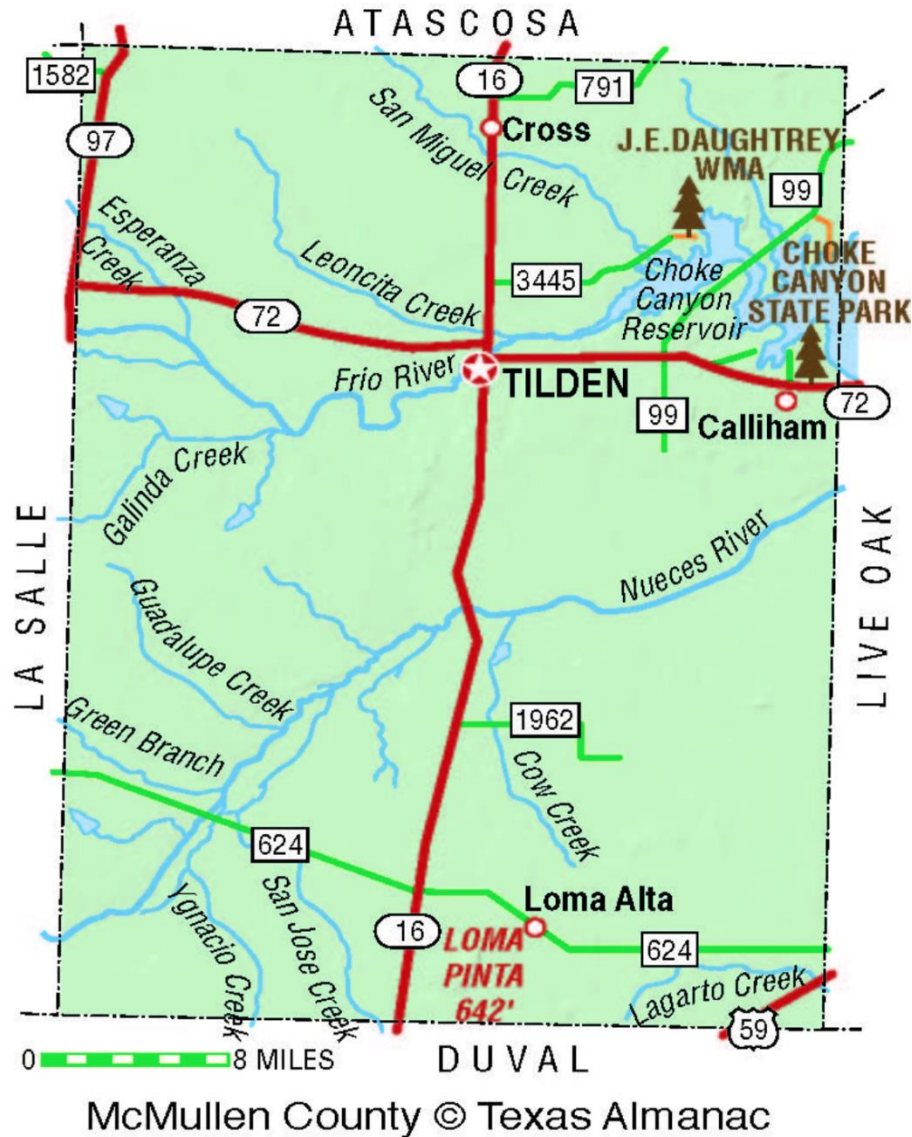 ATASCOSA
1582
16
791
97
Cross
San Miguel Creek
J.E.DAUGHTREY
WMA
99
Esperanza
Creek
Leoncita Creek
3445
Choke
Canyon
Reservoir
CHOKE
CANYON
STATE PARK
72
Frio River
TILDEN
99
Calliham
72
Galinda Creek
LA SALLE
LIVE OAK
Nueces River
Guadalupe Creek
Green Branch
1962
Cow Creek
624
Ygnacio Creek
San Jose Creek
16
Loma Alta
LOMA
PINTA
642'
624
Lagarto Creek
59
0 8 MILES
DUVAL
McMullen County © Texas Almanac